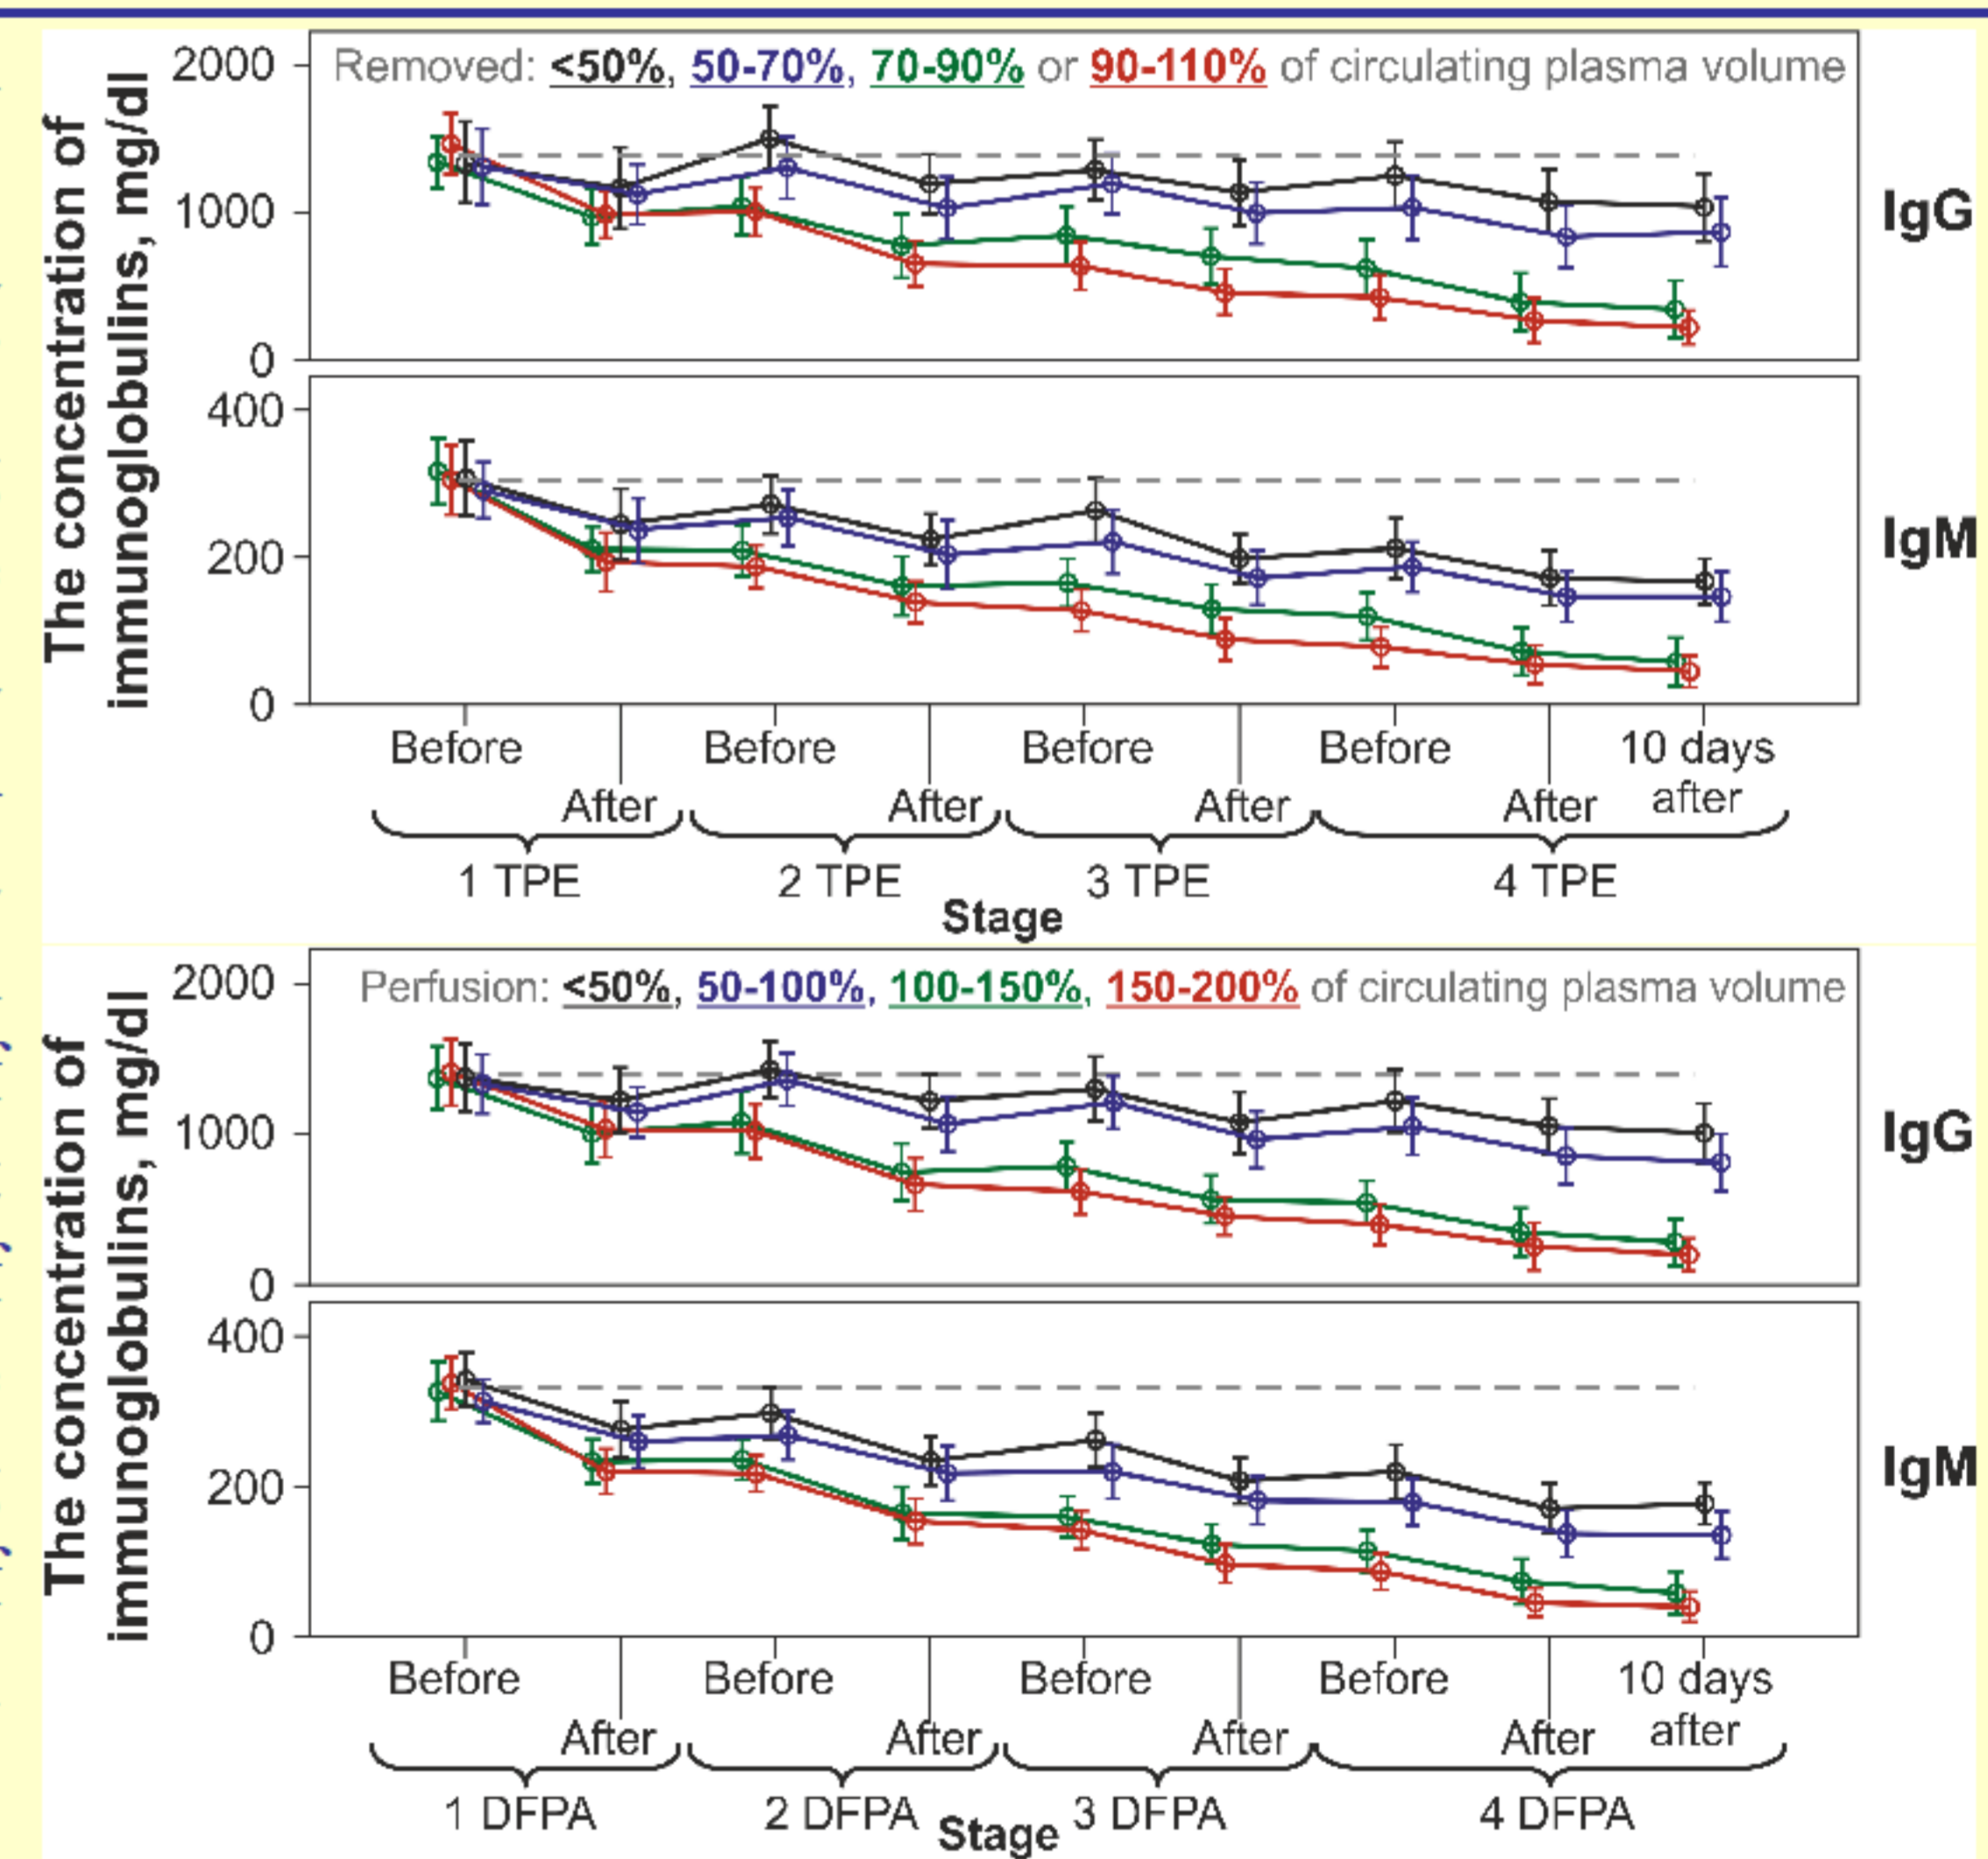 The concentration of
immunoglobulins, mg/dl
2000
1000
0
Removed: <50%, 50-70%, 70-90% or 90-110% of circulating plasma volume
IgG
400
200
0
IgM
Before Before Before Before 10 days
After After After After after
1 TPE 2 TPE 3 TPE 4 TPE
Stage
The concentration of
immunoglobulins, mg/dl
2000
1000
0
Perfusion: <50%, 50-100%, 100-150%, 150-200% of circulating plasma volume
IgG
400
200
0
IgM
Before Before Before Before 10 days
After After After After after
1 DFPA 2 DFPA 3 DFPA 4 DFPA
Stage